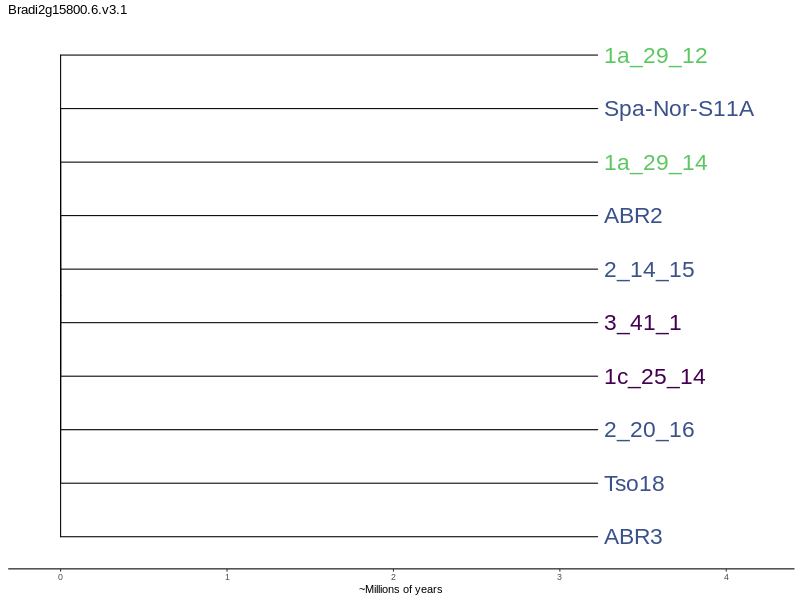 Bradi2g15800.6.v3.1
1a_29_12
Spa-Nor-S11A
1a_29_14
ABR2
2_14_15
3_41_1
1c_25_14
2_20_16
Tso18
ABR3
0 1 2 3 4
~Millions of years